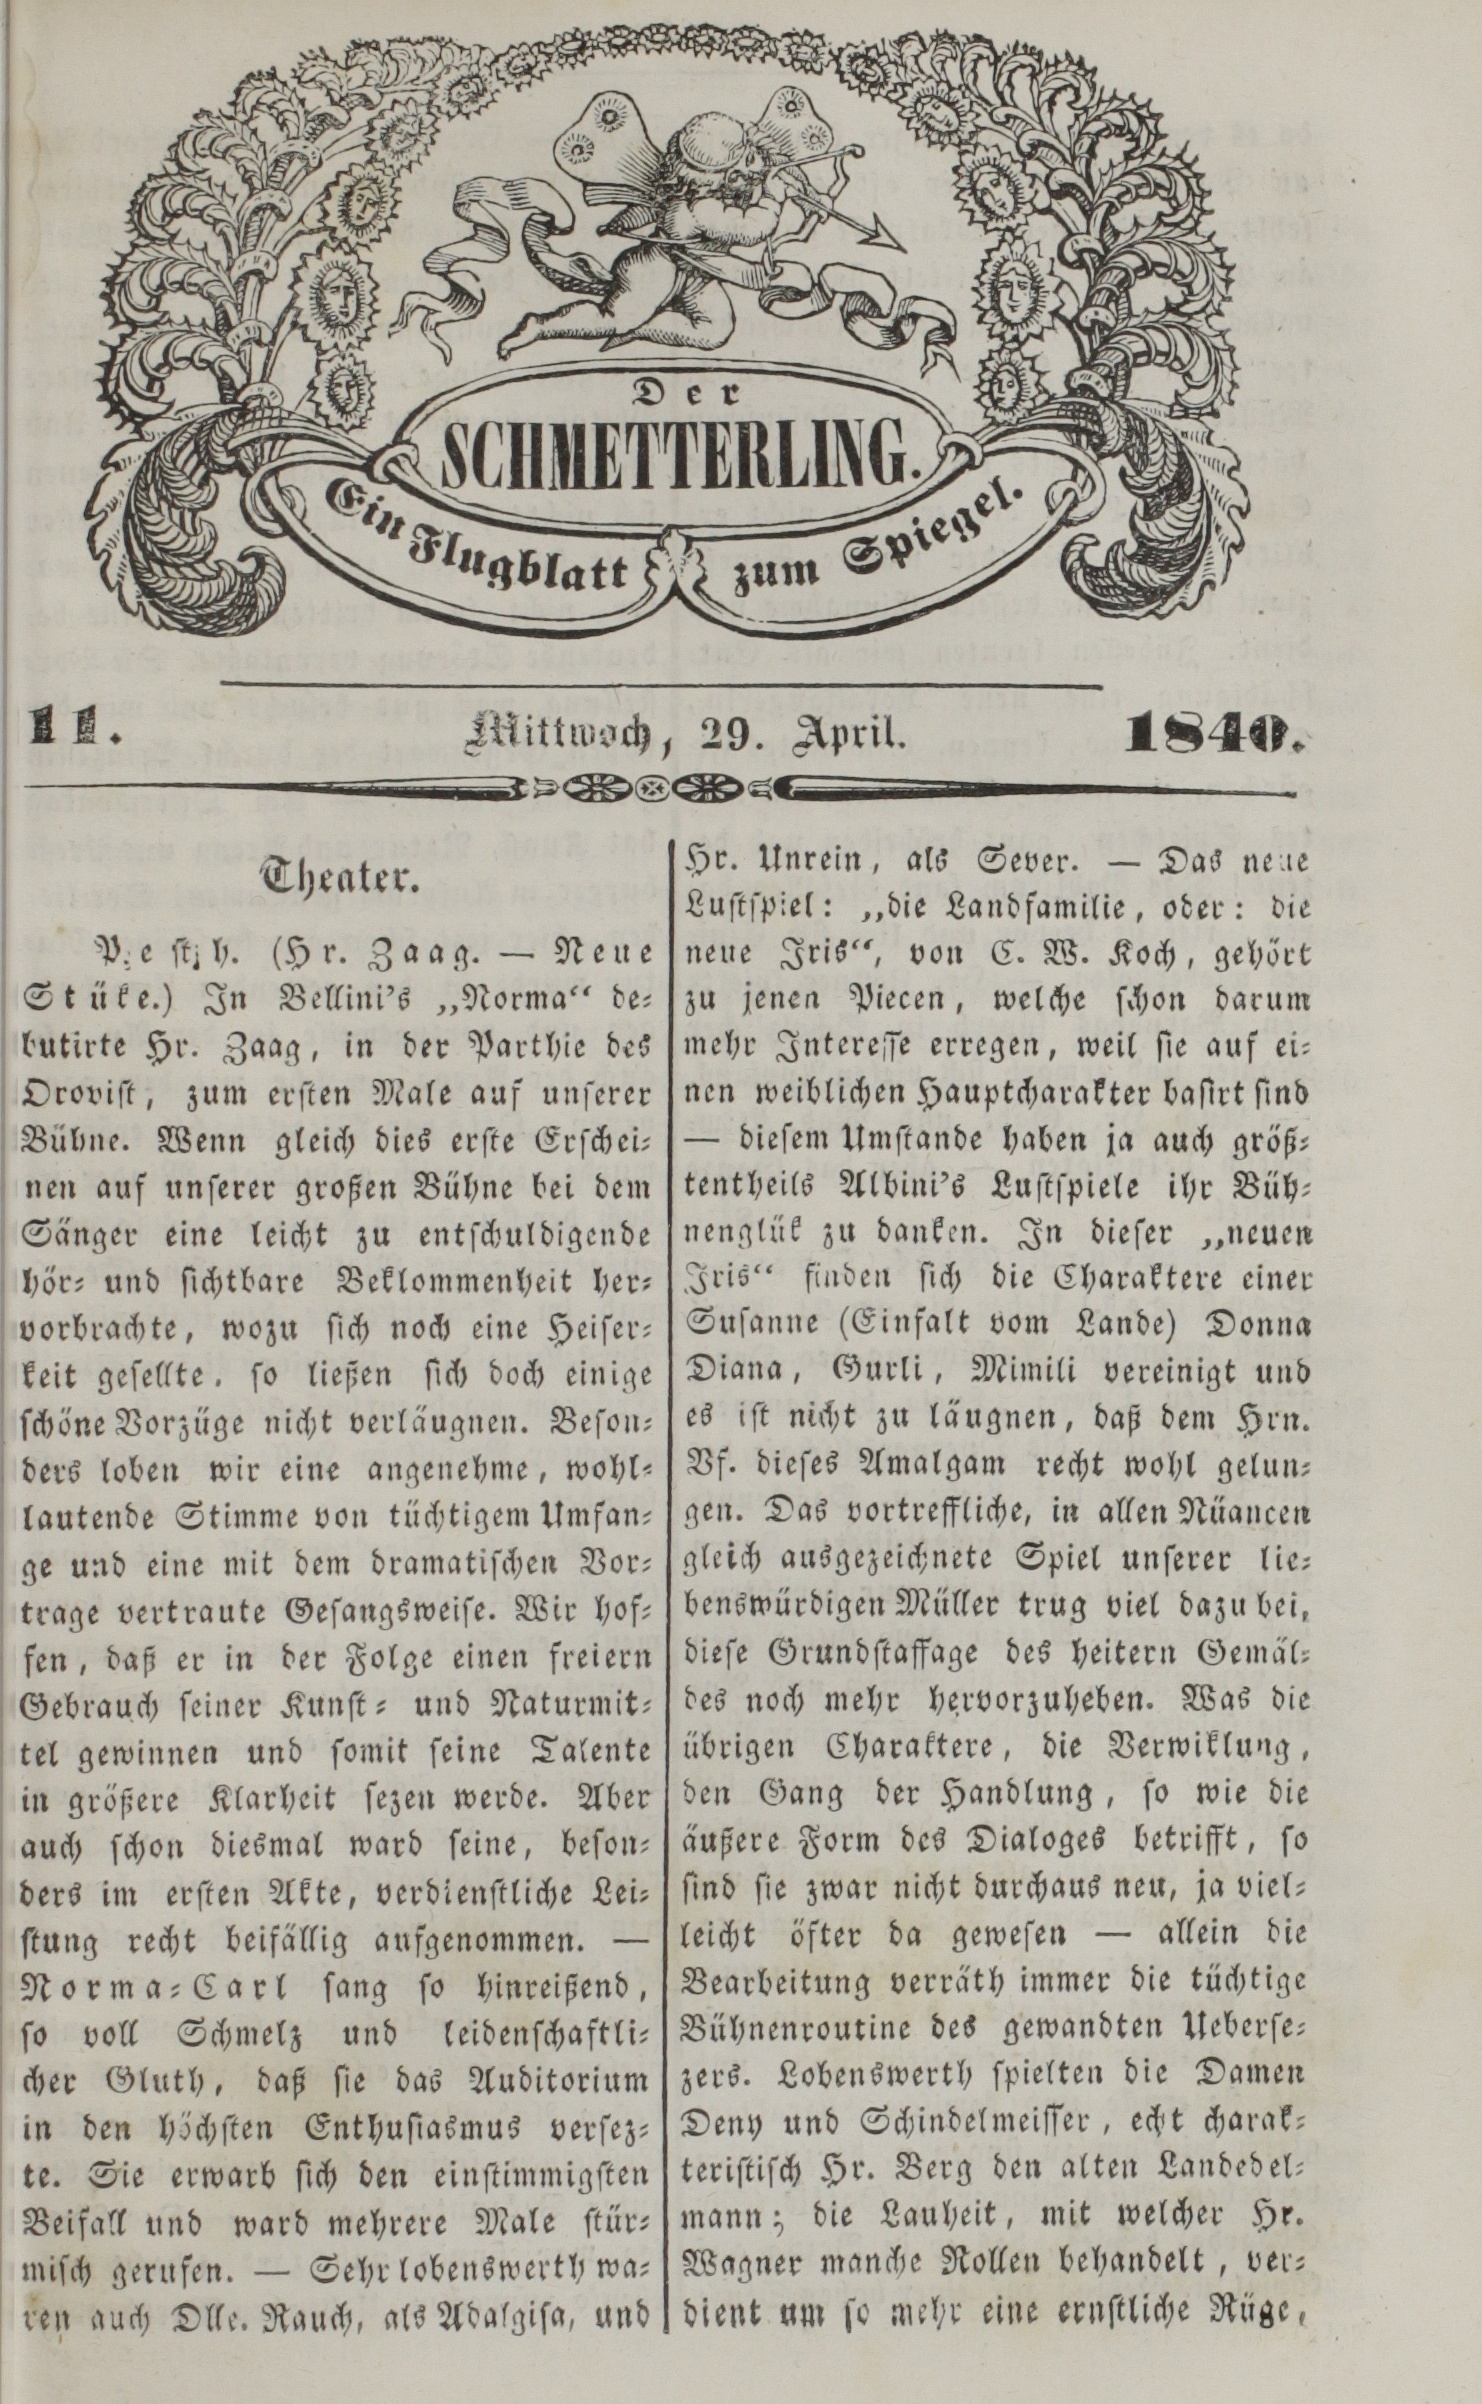 Der
SCHMETTERLING.
Ein Flugblatt zum Spiegel.
11. Mittwoch, 29. April. 1840.
Theater.
Pesth. (Hr. Zaag. — Neue
Stüke.) In Bellini's „Norma“ de-
butirte Hr. Zaag, in der Parthie des
Orovist, zum ersten Male auf unserer
Bühne. Wenn gleich dies erste Erschei-
nen auf unserer großen Bühne bei dem
Sänger eine leicht zu entschuldigende
hör- und sichtbare Beklommenheit her-
vorbrachte, wozu sich noch eine Heiser-
keit gesellte, so ließen sich doch einige
schöne Vorzüge nicht verläugnen. Beson-
ders loben wir eine angenehme, wohl-
lautende Stimme von tüchtigem Umfan-
ge und eine mit dem dramatischen Vor-
trage vertraute Gesangsweise. Wir hof-
fen, daß er in der Folge einen freiern
Gebrauch seiner Kunst- und Naturmit-
tel gewinnen und somit seine Talente
in größere Klarheit sezen werde. Aber
auch schon diesmal ward seine, beson-
ders im ersten Akte, verdienstliche Lei-
stung recht beifällig aufgenommen. —
Norma-Carl sang so hinreißend,
so voll Schmelz und leidenschaftli-
cher Gluth, daß sie das Auditorium
in den höchsten Enthusiasmus versez-
te. Sie erwarb sich den einstimmigsten
Beifall und ward mehrere Male stür-
misch gerufen. — Sehr lobenswerth wa-
ren auch Dlle. Rauch, als Adalgisa, und
Hr. Unrein, als Sever. — Das neue
Lustspiel: „die Landfamilie, oder: die
neue Iris“, von C. W. Koch, gehört
zu jenen Piecen, welche schon darum
mehr Interesse erregen, weil sie auf ei-
nen weiblichen Hauptcharakter basirt sind
— diesem Umstande haben ja auch größ-
tentheils Albini's Lustspiele ihr Büh-
nenglük zu danken. In dieser „neuen
Iris“ finden sich die Charaktere einer
Susanne (Einfalt vom Lande) Donna
Diana, Gurli, Mimili vereinigt und
es ist nicht zu läugnen, daß dem Hrn.
Vf. dieses Amalgam recht wohl gelun-
gen. Das vortreffliche, in allen Nüancen
gleich ausgezeichnete Spiel unserer lie-
benswürdigen Müller trug viel dazu bei,
diese Grundstaffage des heitern Gemäl-
des noch mehr hervorzuheben. Was die
übrigen Charaktere, die Verwiklung,
den Gang der Handlung, so wie die
äußere Form des Dialoges betrifft, so
sind sie zwar nicht durchaus neu, ja viel-
leicht öfter da gewesen — allein die
Bearbeitung verräth immer die tüchtige
Bühnenroutine des gewandten Ueberse-
zers. Lobenswerth spielten die Damen
Deny und Schindelmeisser, echt charak-
teristisch Hr. Berg den alten Landedel-
mann; die Lauheit, mit welcher Hr.
Wagner manche Rollen behandelt, ver-
dient um so mehr eine ernstliche Rüge,